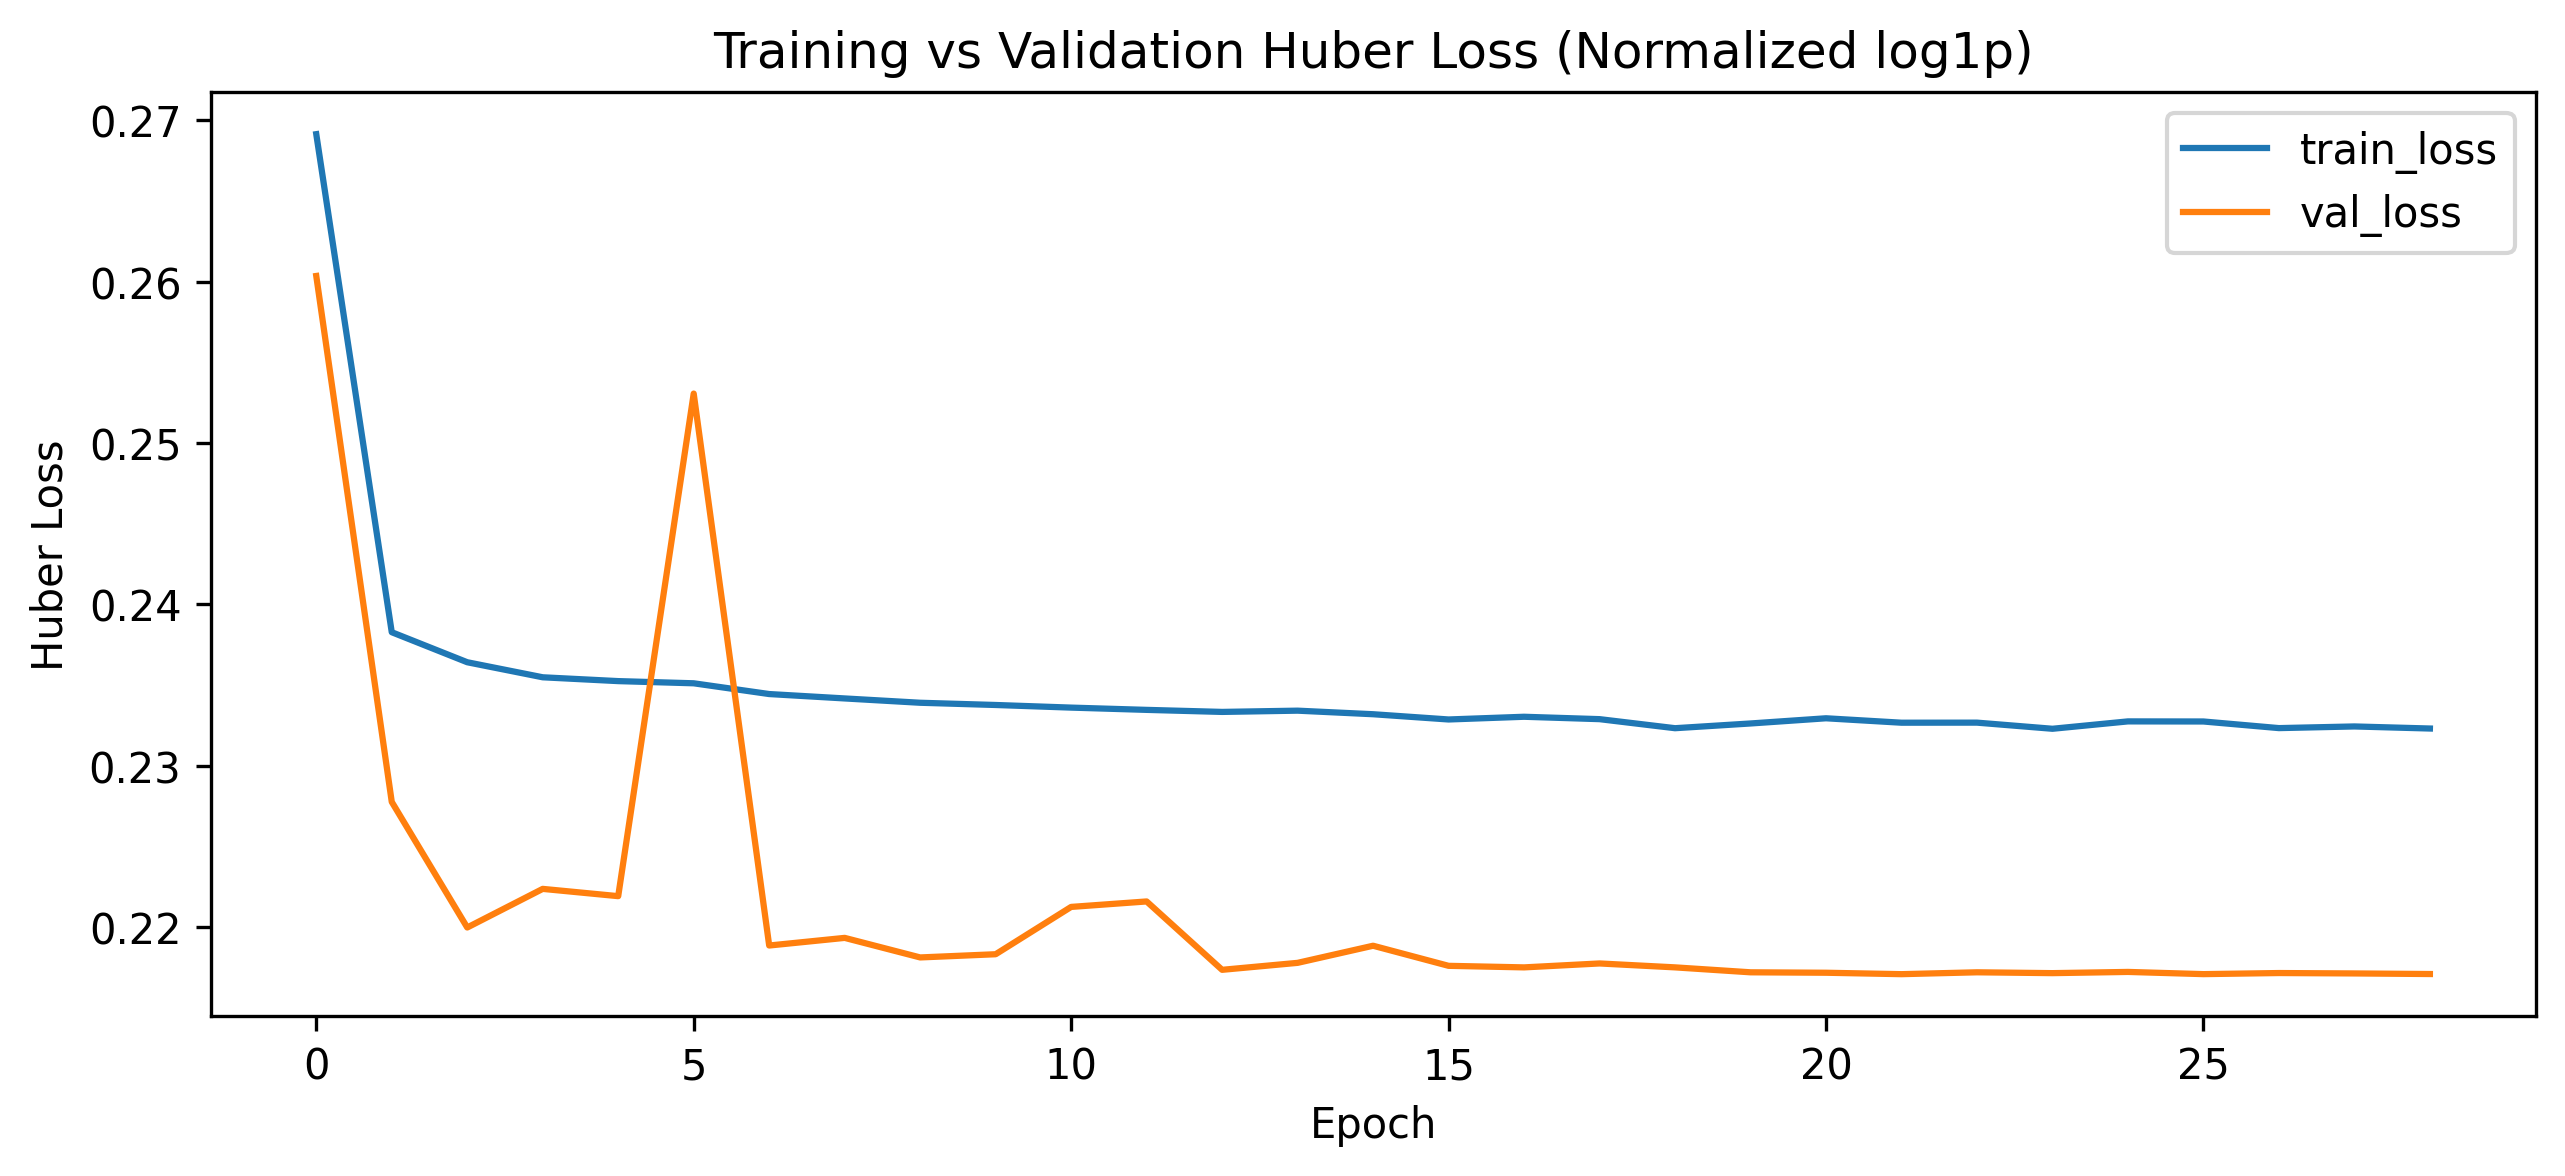 Training vs Validation Huber Loss (Normalized log1p)
train_loss
val_loss
Huber Loss
0.27
0.26
0.25
0.24
0.23
0.22
0 5 10 15 20 25
Epoch